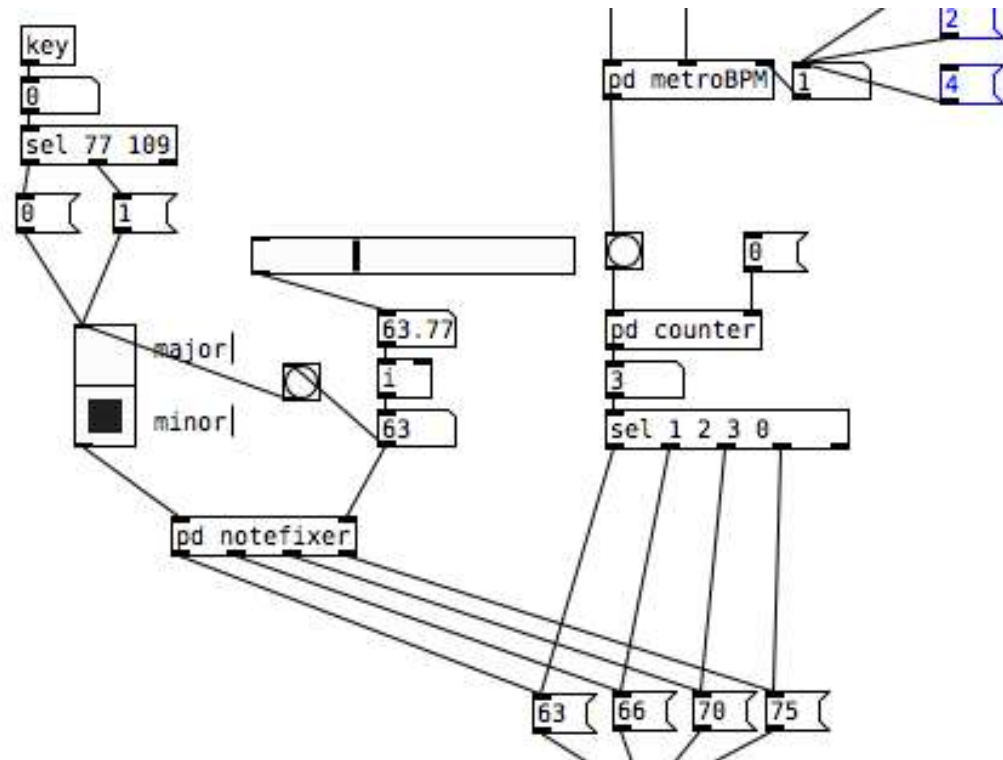 key
0
sel 77 109
0
1
major
minor
63.77
i
63
pd notefixer
2
pd metroBPM
1
4
0
pd counter
3
sel 1 2 3 0
63
66
70
75